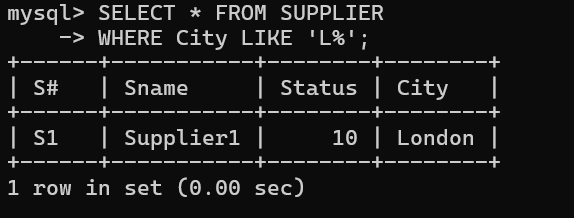 mysql> SELECT * FROM SUPPLIER
    -> WHERE City LIKE 'L%';
+------+-----------+--------+--------+
| S#   | Sname     | Status | City   |
+------+-----------+--------+--------+
| S1   | Supplier1 |     10 | London |
+------+-----------+--------+--------+
1 row in set (0.00 sec)